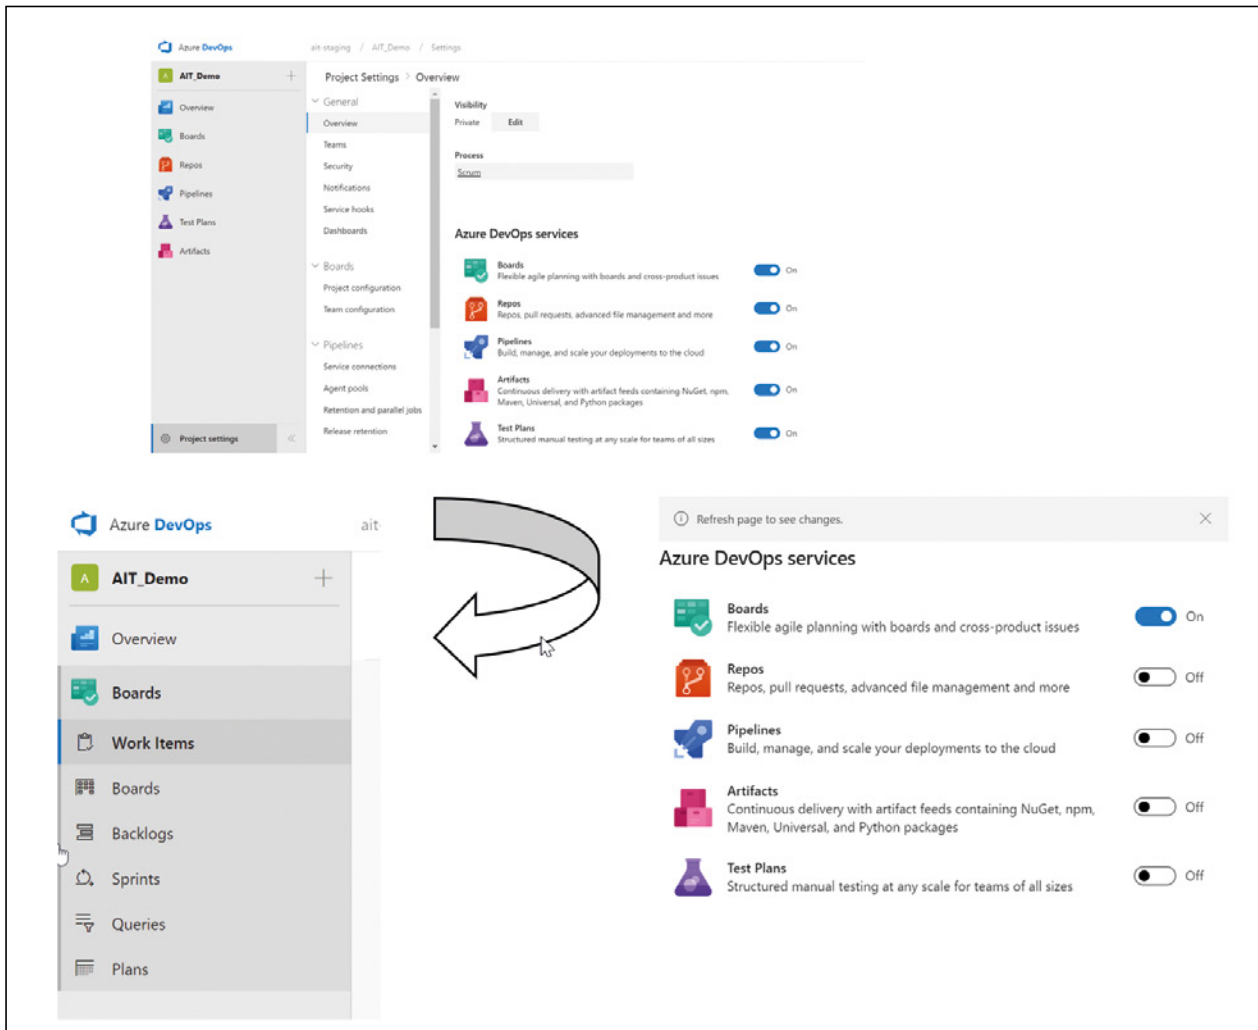 Azure DevOps
ait-staging / AIT_Demo / Settings
A AIT_Demo
Overview
Boards
Repos
Pipelines
Test Plans
Artifacts
Project settings
Project Settings > Overview
General
Overview
Teams
Security
Notifications
Service hooks
Dashboards
Boards
Project configuration
Team configuration
Pipelines
Service connections
Agent pools
Retention and parallel jobs
Release retention
Visibility
Private Edit
Process
Scrum
Azure DevOps services
Boards
Flexible agile planning with boards and cross-product issues
On
Repos
Repos, pull requests, advanced file management and more
On
Pipelines
Build, manage, and scale your deployments to the cloud
On
Artifacts
Continuous delivery with artifact feeds containing NuGet, npm,
Maven, Universal, and Python packages
On
Test Plans
Structured manual testing at any scale for teams of all sizes
On
Azure DevOps
ait-
A AIT_Demo
Overview
Boards
Work Items
Boards
Backlogs
Sprints
Queries
Plans
Refresh page to see changes.
Azure DevOps services
Boards
Flexible agile planning with boards and cross-product issues
On
Repos
Repos, pull requests, advanced file management and more
Off
Pipelines
Build, manage, and scale your deployments to the cloud
Off
Artifacts
Continuous delivery with artifact feeds containing NuGet, npm,
Maven, Universal, and Python packages
Off
Test Plans
Structured manual testing at any scale for teams of all sizes
Off